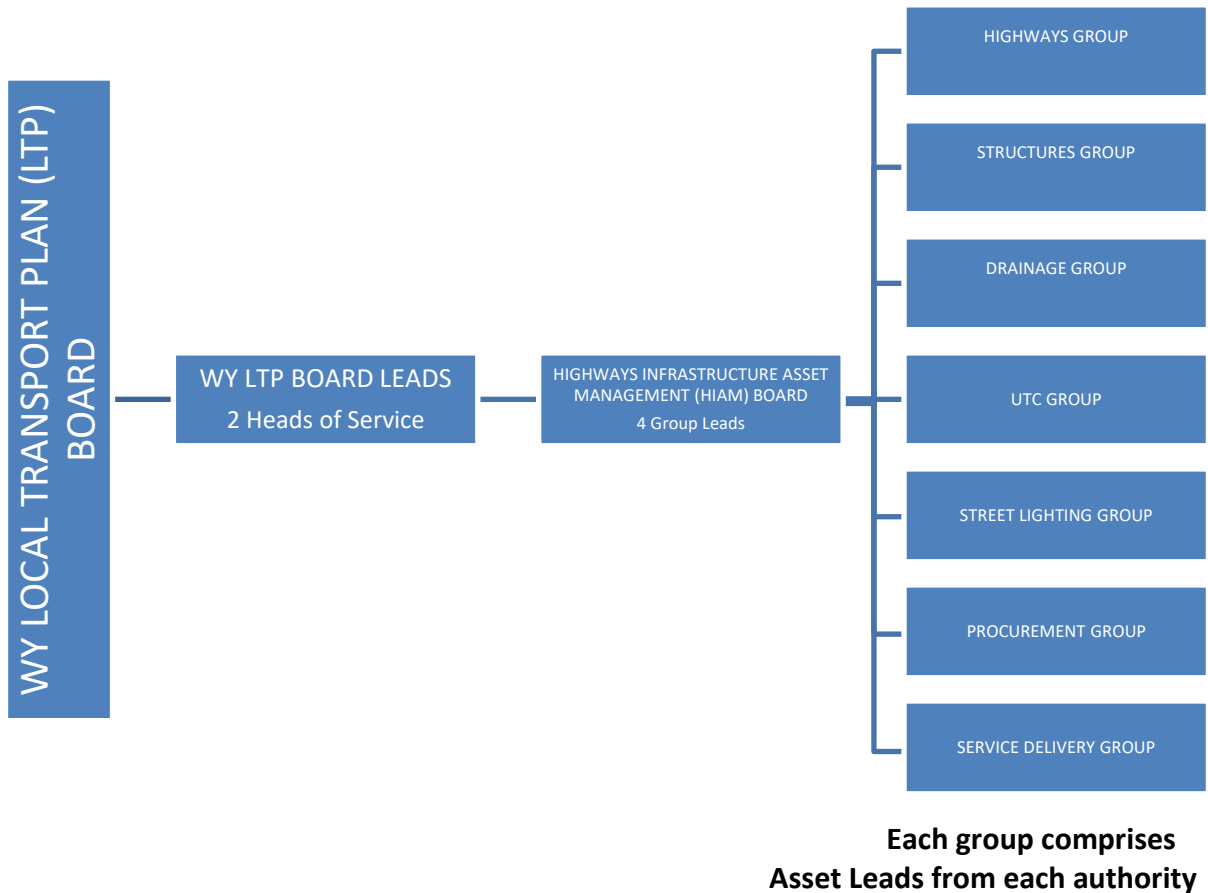 WY LOCAL TRANSPORT PLAN (LTP)
BOARD
WY LTP BOARD LEADS
2 Heads of Service
HIGHWAYS INFRASTRUCTURE ASSET
MANAGEMENT (HIAM) BOARD
4 Group Leads
HIGHWAYS GROUP
STRUCTURES GROUP
DRAINAGE GROUP
UTC GROUP
STREET LIGHTING GROUP
PROCUREMENT GROUP
SERVICE DELIVERY GROUP
Each group comprises
Asset Leads from each authority